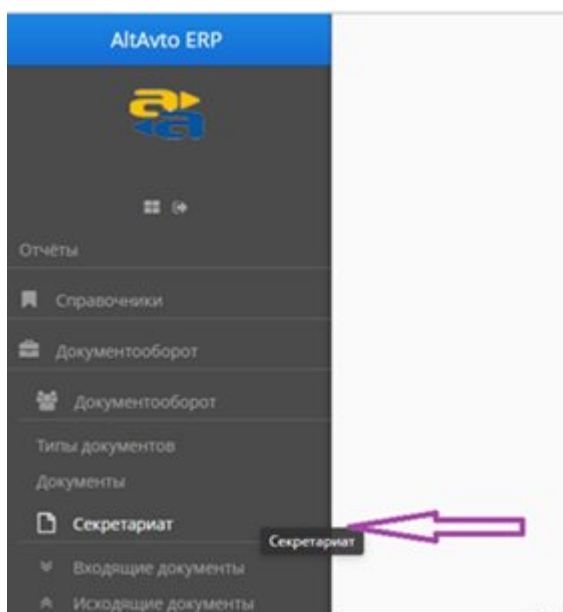 AltAvto ERP
Отчёты
Справочники
Документооборот
Документооборот
Типы документов
Документы
Секретариат
Секретариат
Входящие документы
Исходящие документы